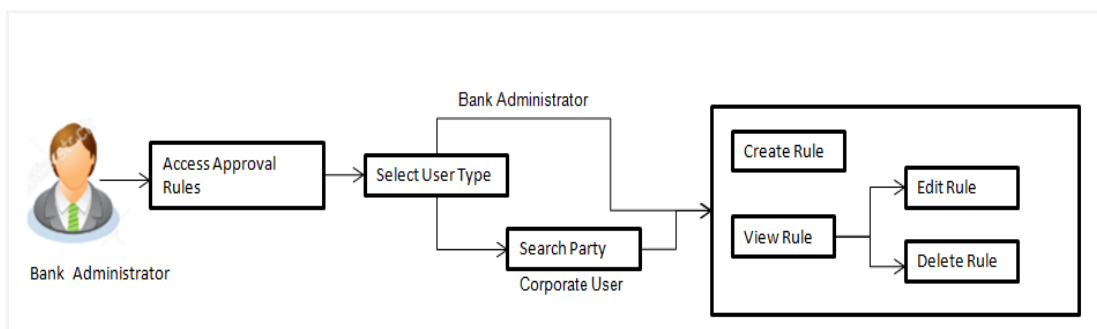 Bank Administrator
Create Rule
Access Approval
Rules
Select User Type
Edit Rule
View Rule
Search Party
Delete Rule
Bank Administrator
Corporate User